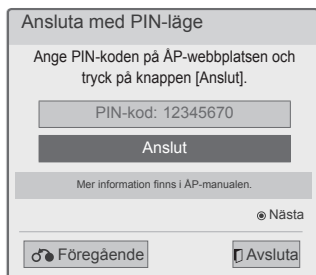 Ansluta med PIN-läge
Ange PIN-koden på ÅP-webbplatsen och
tryck på knappen [Anslut].
PIN-kod: 12345670
Anslut
Mer information finns i ÅP-manualen.
Nästa
Föregående
Avsluta